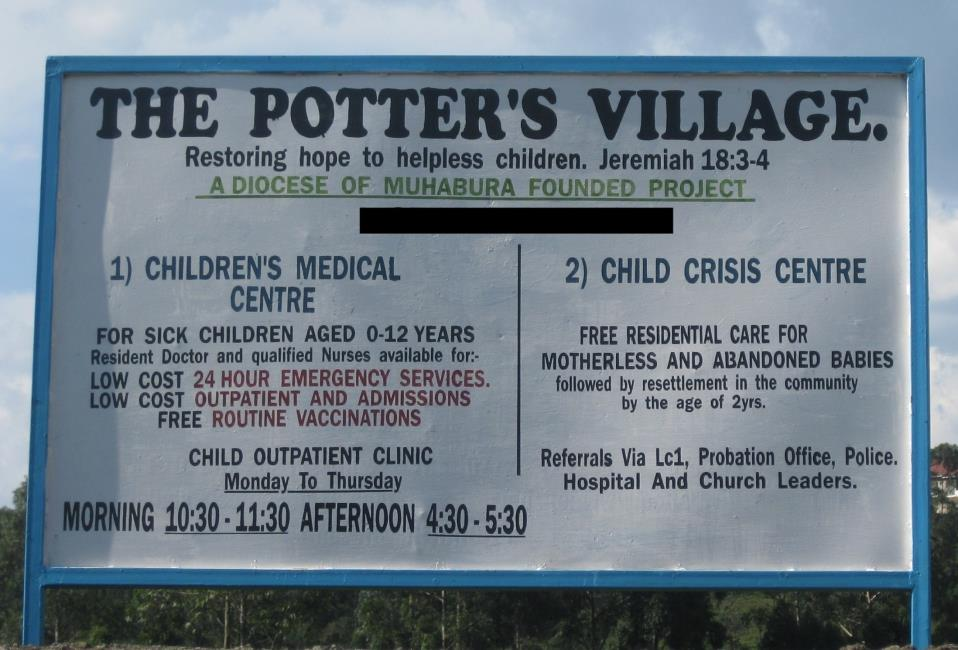 THE POTTER'S VILLAGE.
Restoring hope to helpless children. Jeremiah 18:3-4
A DIOCESE OF MUHABURA FOUNDED PROJECT
1) CHILDREN'S MEDICAL
CENTRE
FOR SICK CHILDREN AGED 0-12 YEARS
Resident Doctor and qualified Nurses available for:-
LOW COST 24 HOUR EMERGENCY SERVICES.
LOW COST OUTPATIENT AND ADMISSIONS
FREE ROUTINE VACCINATIONS
CHILD OUTPATIENT CLINIC
Monday To Thursday
MORNING 10:30 - 11:30 AFTERNOON 4:30 - 5:30
2) CHILD CRISIS CENTRE
FREE RESIDENTIAL CARE FOR
MOTHERLESS AND ABANDONED BABIES
followed by resettlement in the community
by the age of 2yrs.
Referrals Via Lc1, Probation Office, Police.
Hospital And Church Leaders.